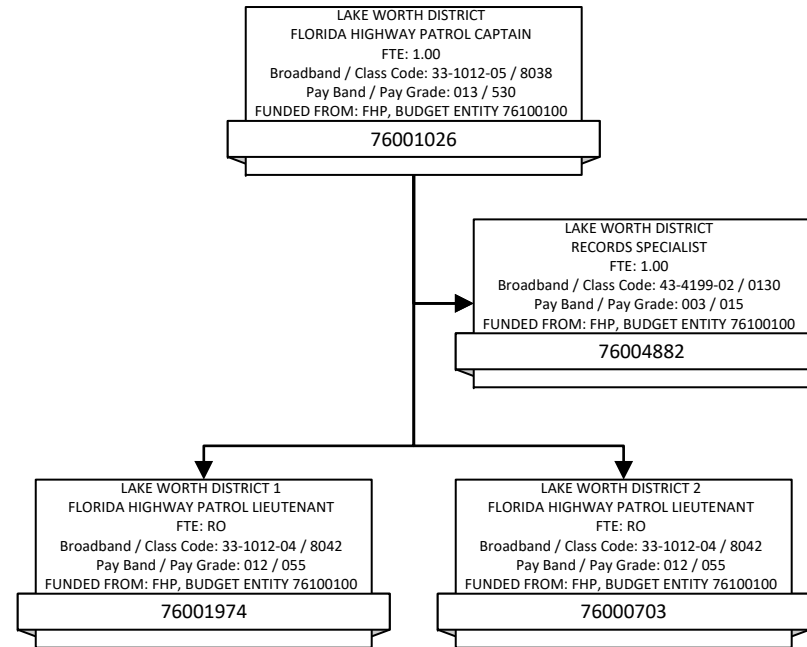 LAKE WORTH DISTRICT
FLORIDA HIGHWAY PATROL CAPTAIN
FTE: 1.00
Broadband / Class Code: 33-1012-05 / 8038
Pay Band / Pay Grade: 013 / 530
FUNDED FROM: FHP, BUDGET ENTITY 76100100
76001026
LAKE WORTH DISTRICT
RECORDS SPECIALIST
FTE: 1.00
Broadband / Class Code: 43-4199-02 / 0130
Pay Band / Pay Grade: 003 / 015
FUNDED FROM: FHP, BUDGET ENTITY 76100100
76004882
LAKE WORTH DISTRICT 1
FLORIDA HIGHWAY PATROL LIEUTENANT
FTE: RO
Broadband / Class Code: 33-1012-04 / 8042
Pay Band / Pay Grade: 012 / 055
FUNDED FROM: FHP, BUDGET ENTITY 76100100
76001974
LAKE WORTH DISTRICT 2
FLORIDA HIGHWAY PATROL LIEUTENANT
FTE: RO
Broadband / Class Code: 33-1012-04 / 8042
Pay Band / Pay Grade: 012 / 055
FUNDED FROM: FHP, BUDGET ENTITY 76100100
76000703